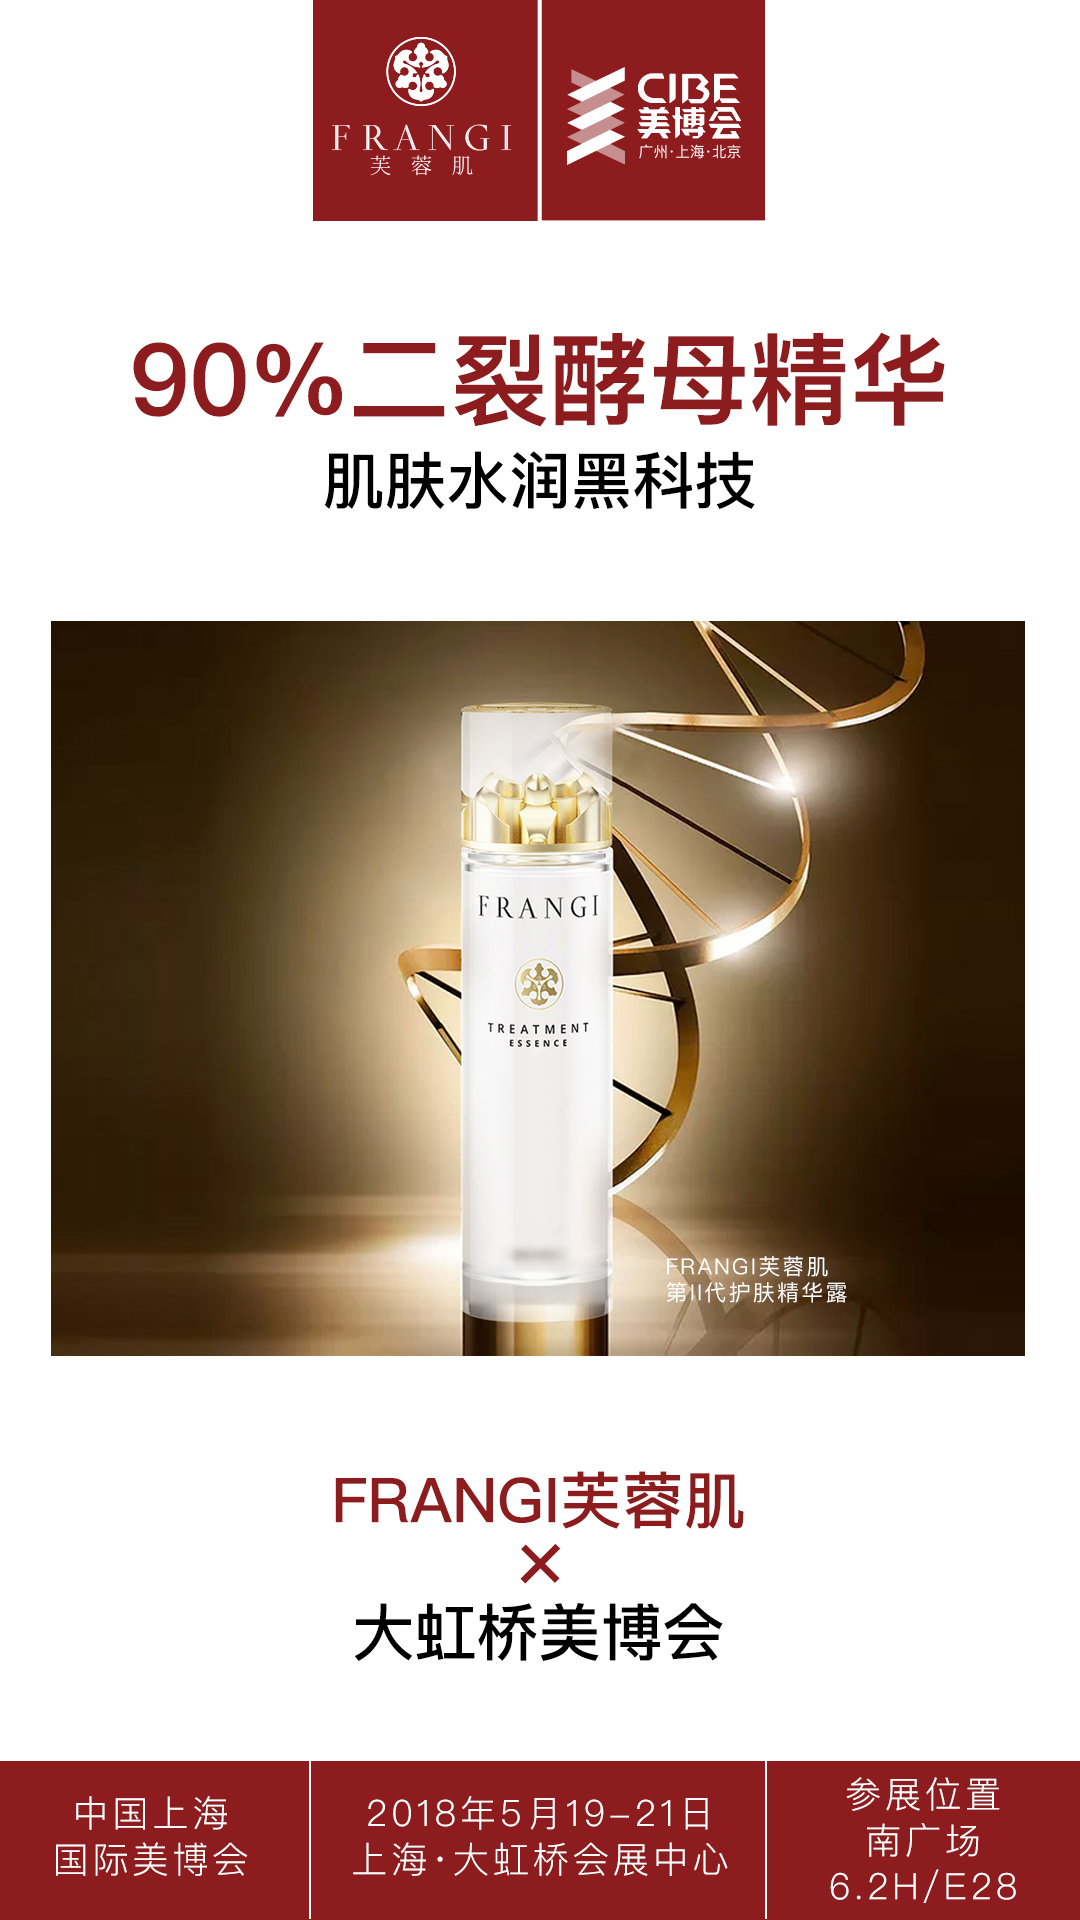 FRANGI
芙蓉肌
CIBE
美博会
广州·上海·北京
90%二裂酵母精华
肌肤水润黑科技
FRANGI
TREATMENT
ESSENCE
FRANGI芙蓉肌
第II代护肤精华露
FRANGI芙蓉肌
×
大虹桥美博会
中国上海
国际美博会
2018年5月19-21日
上海·大虹桥会展中心
参展位置
南广场
6.2H/E28